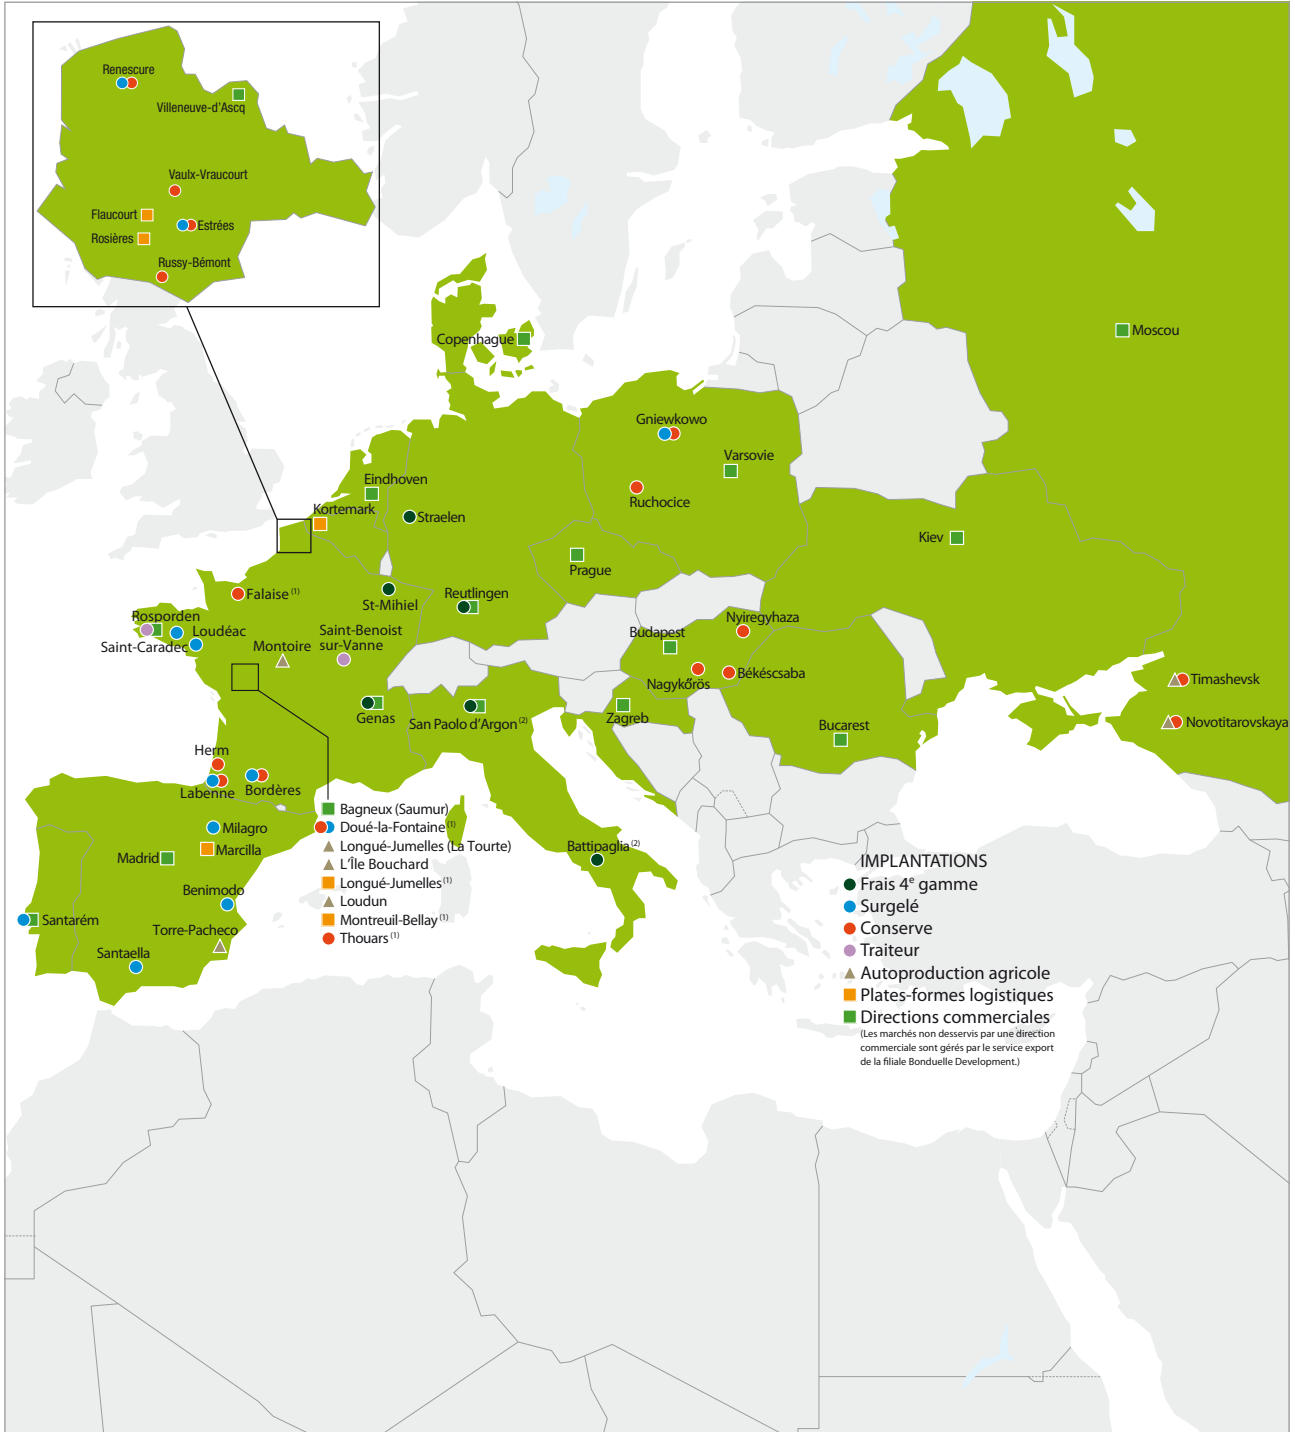 Renescure
Villeneuve-d'Ascq
Vaulx-Vraucourt
Flaucourt
Estrées
Rosières
Russy-Bémont
Copenhague
Moscou
Gniewkowo
Varsovie
Eindhoven
Ruchocice
Kortemark
Straelen
Kiev
Prague
Falaise (1)
St-Mihiel
Reutlingen
Rosporden
Loudéac
Saint-Caradec
Montoire
Saint-Benoist
sur-Vanne
Nyiregyhaza
Budapest
Békéscsaba
Nagykőrös
Timashevsk
Genas
San Paolo d'Argon (2)
Zagreb
Bucarest
Novotitarovskaya
Herm
Labenne
Bordères
Bagneux (Saumur)
Doué-la-Fontaine (1)
Longué-Jumelles (La Tourte)
L'Île Bouchard
Longué-Jumelles (1)
Loudun
Montreuil-Bellay (1)
Thouars (1)
Milagro
Marcilla
Madrid
Benimodo
Santarém
Torre-Pacheco
Santaella
Battipaglia (2)
IMPLANTATIONS
Frais 4e gamme
Surgelé
Conserve
Traiteur
Autoproduction agricole
Plates-formes logistiques
Directions commerciales
(Les marchés non desservis par une direction
commerciale sont gérés par le service export
de la filiale Bonduelle Development.)